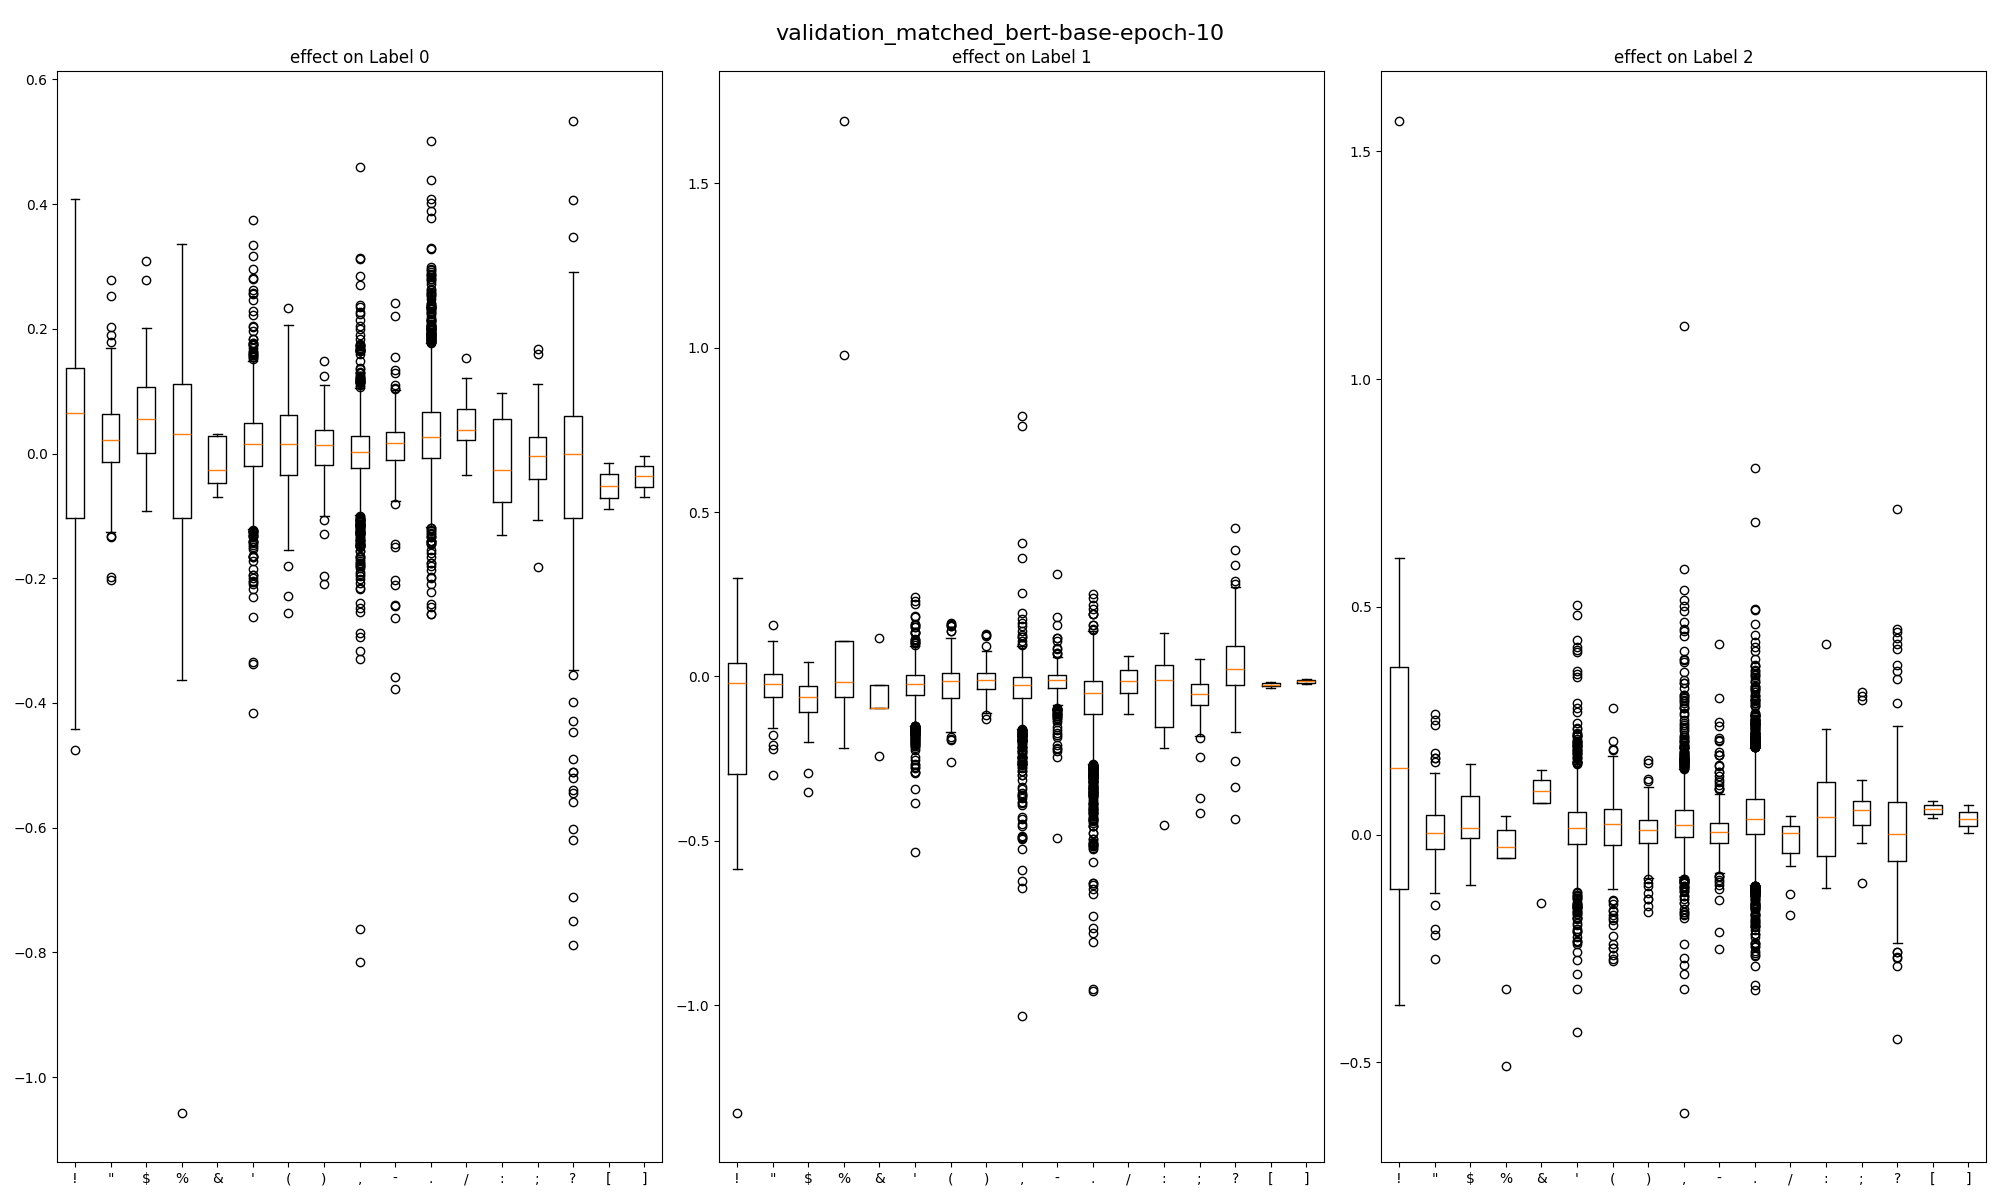 validation_matched_bert-base-epoch-10
effect on Label 0
effect on Label 1
effect on Label 2
0.6
0.4
0.2
0.0
−0.2
−0.4
−0.6
−0.8
−1.0
! " $ % & ' ( ) , - . / : ; ? [ ]
1.5
1.0
0.5
0.0
−0.5
−1.0
! " $ % & ' ( ) , - . / : ; ? [ ]
1.5
1.0
0.5
0.0
−0.5
! " $ % & ' ( ) , - . / : ; ? [ ]